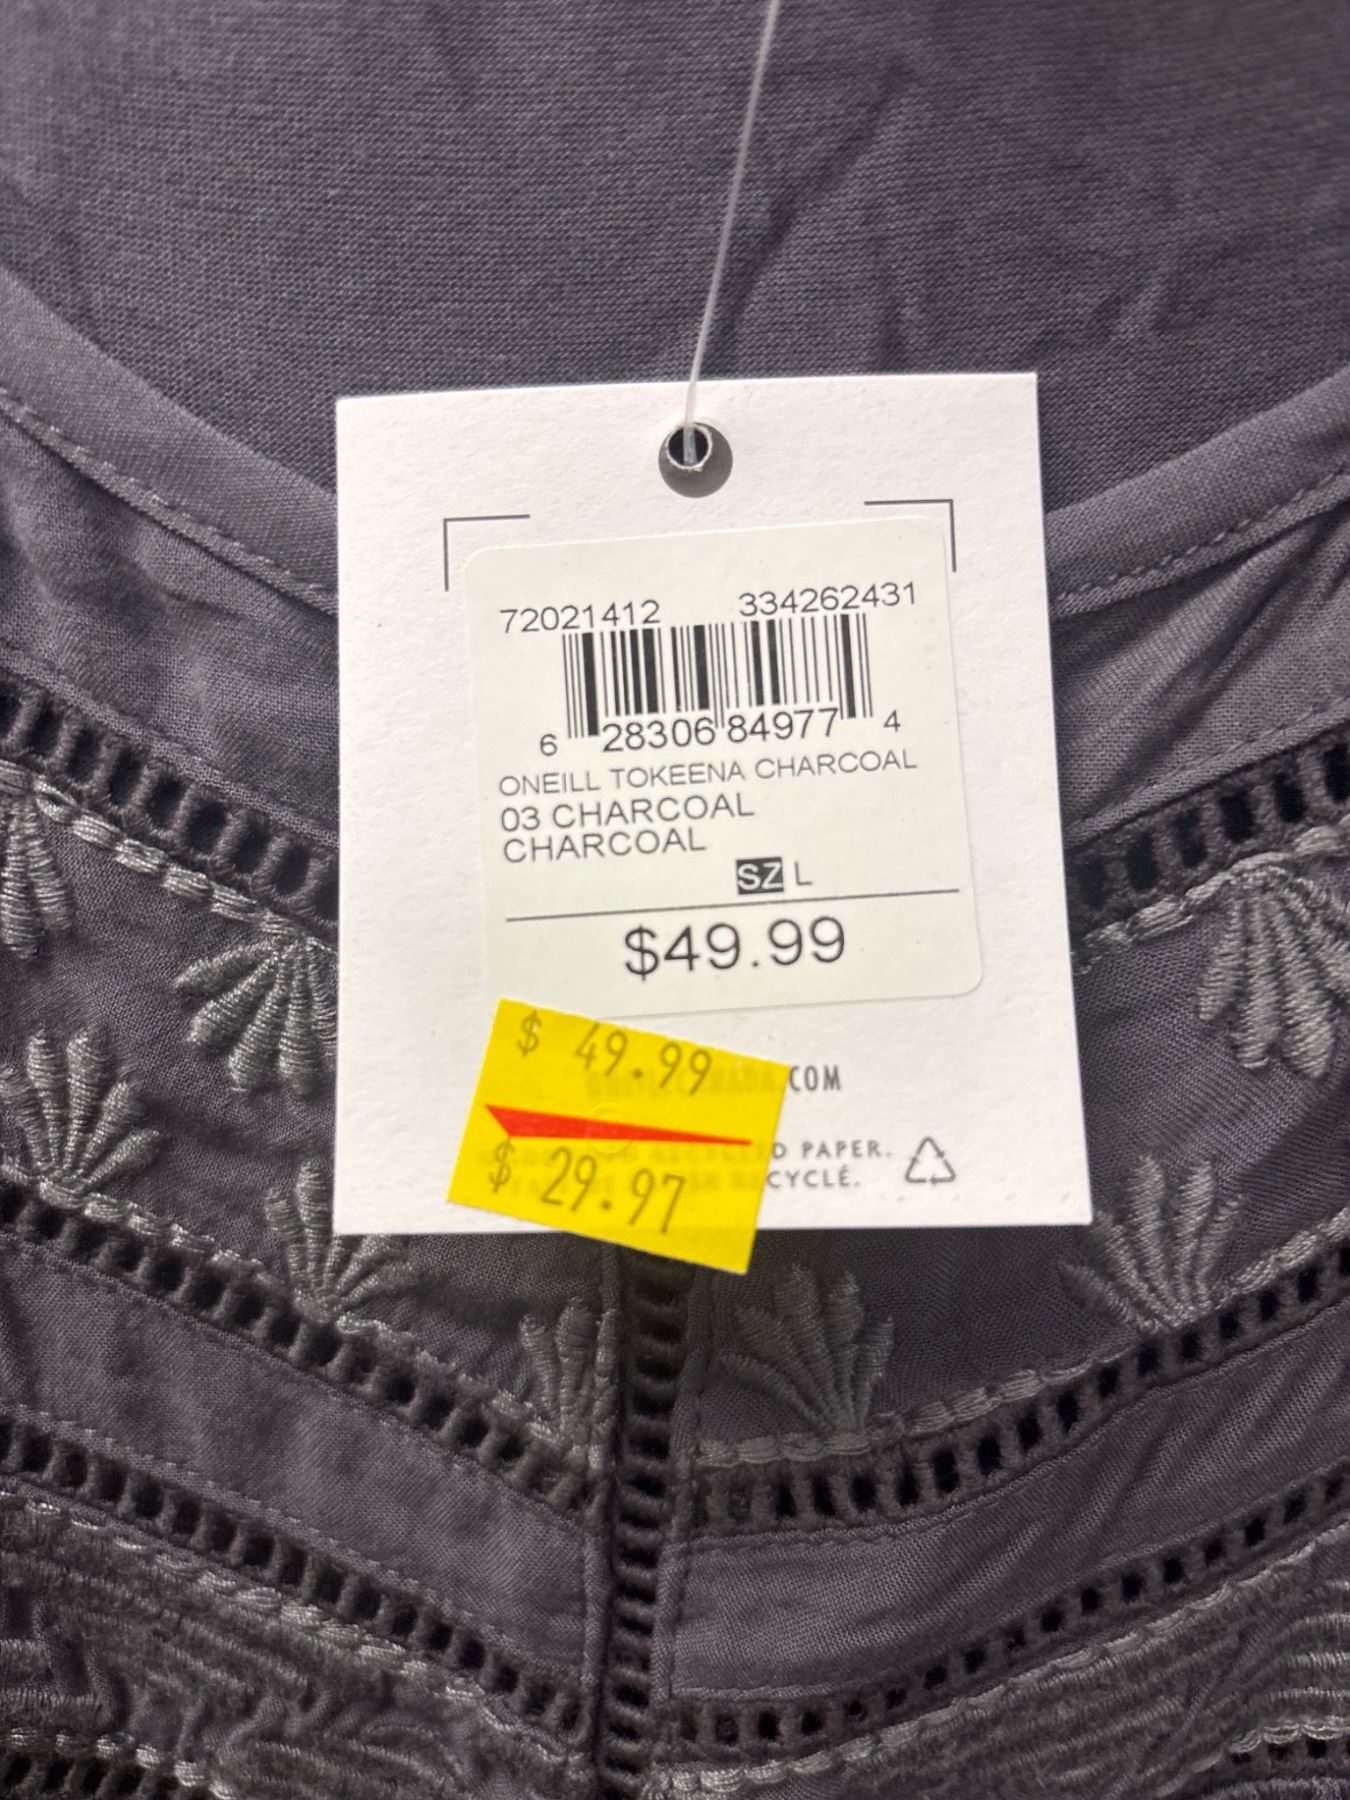 72021412 334262431
6 28306 84977 4
ONEILL TOKEENA CHARCOAL
03 CHARCOAL
CHARCOAL
SZ L
$49.99
$ 49.99
COM
$ 29.97
PAPER.